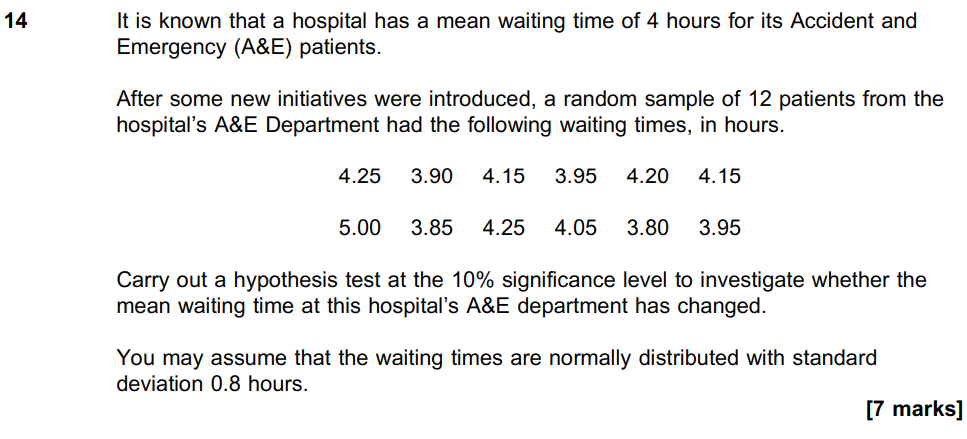 14 It is known that a hospital has a mean waiting time of 4 hours for its Accident and
Emergency (A&E) patients.
After some new initiatives were introduced, a random sample of 12 patients from the
hospital's A&E Department had the following waiting times, in hours.
4.25 3.90 4.15 3.95 4.20 4.15
5.00 3.85 4.25 4.05 3.80 3.95
Carry out a hypothesis test at the 10% significance level to investigate whether the
mean waiting time at this hospital's A&E department has changed.
You may assume that the waiting times are normally distributed with standard
deviation 0.8 hours.
[7 marks]